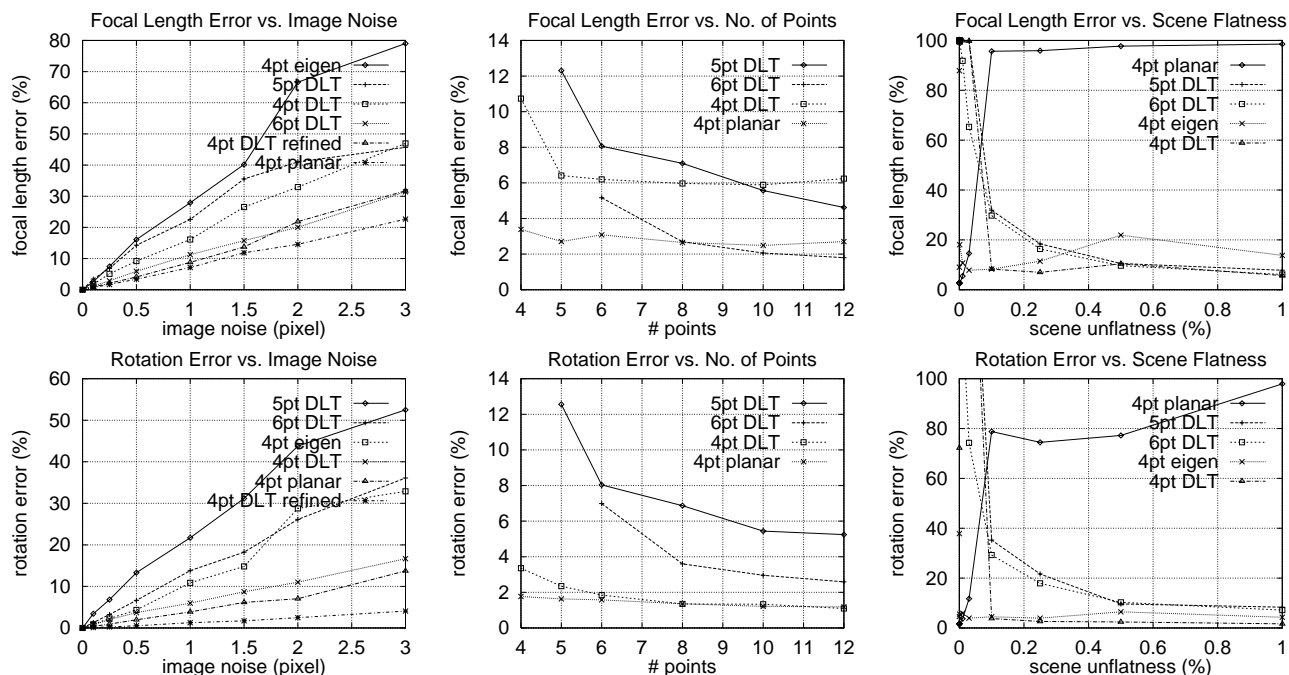 Focal Length Error vs. Image Noise
focal length error (%)
80
70
60
50
40
30
20
10
0
4pt eigen
5pt DLT
4pt DLT
6pt DLT
4pt DLT refined
4pt planar
0 0.5 1 1.5 2 2.5 3
image noise (pixel)
Focal Length Error vs. No. of Points
focal length error (%)
14
12
10
8
6
4
2
0
5pt DLT
6pt DLT
4pt DLT
4pt planar
4 5 6 7 8 9 10 11 12
# points
Focal Length Error vs. Scene Flatness
focal length error (%)
100
80
60
40
20
0
4pt planar
5pt DLT
6pt DLT
4pt eigen
4pt DLT
0 0.2 0.4 0.6 0.8 1
scene unflatness (%)
Rotation Error vs. Image Noise
rotation error (%)
60
50
40
30
20
10
0
5pt DLT
6pt DLT
4pt eigen
4pt DLT
4pt planar
4pt DLT refined
0 0.5 1 1.5 2 2.5 3
image noise (pixel)
Rotation Error vs. No. of Points
rotation error (%)
14
12
10
8
6
4
2
0
5pt DLT
6pt DLT
4pt DLT
4pt planar
4 5 6 7 8 9 10 11 12
# points
Rotation Error vs. Scene Flatness
rotation error (%)
100
80
60
40
20
0
4pt planar
5pt DLT
6pt DLT
4pt eigen
4pt DLT
0 0.2 0.4 0.6 0.8 1
scene unflatness (%)